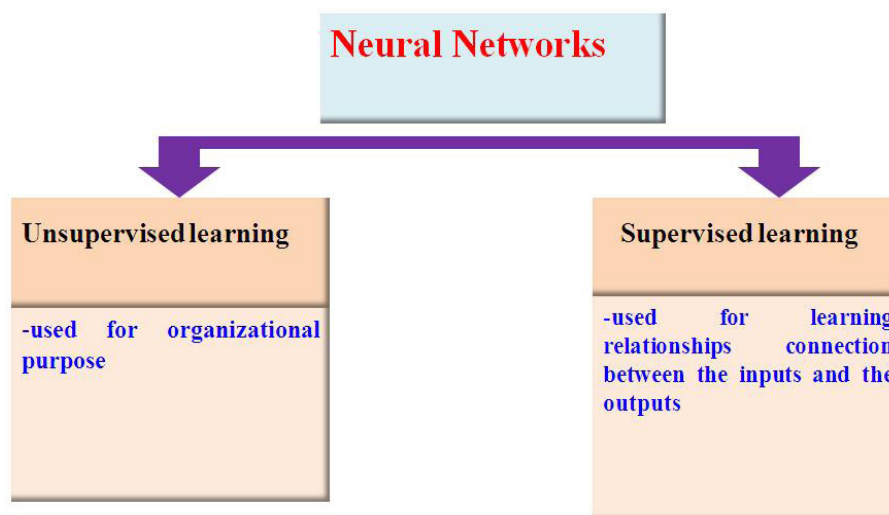 Neural Networks
Unsupervised learning
-used for organizational
purpose
Supervised learning
-used for learning
relationships connection
between the inputs and the
outputs